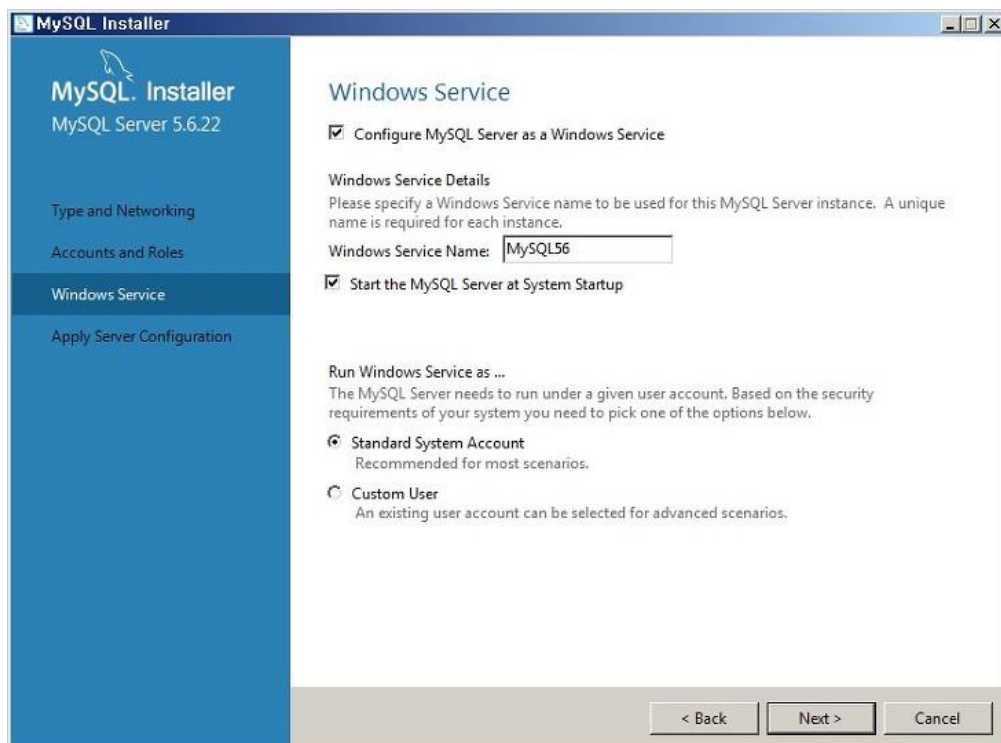 MySQL Installer
MySQL. Installer
MySQL Server 5.6.22
Type and Networking
Accounts and Roles
Windows Service
Apply Server Configuration
Windows Service
Configure MySQL Server as a Windows Service
Windows Service Details
Please specify a Windows Service name to be used for this MySQL Server instance. A unique
name is required for each instance.
Windows Service Name: MySQL56
Start the MySQL Server at System Startup
Run Windows Service as ...
The MySQL Server needs to run under a given user account. Based on the security
requirements of your system you need to pick one of the options below.
Standard System Account
Recommended for most scenarios.
Custom User
An existing user account can be selected for advanced scenarios.
< Back Next > Cancel